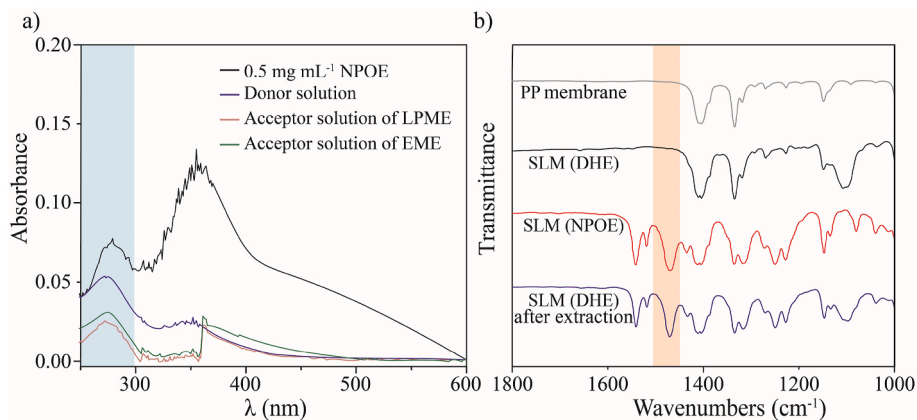 a)
0.20
0.15
0.10
0.05
0.00
Absorbance
0.5 mg mL⁻¹ NPOE
Donor solution
Acceptor solution of LPME
Acceptor solution of EME
300
400
500
600
λ (nm)
b)
Transmittance
PP membrane
SLM (DHE)
SLM (NPOE)
SLM (DHE)
after extraction
1800
1600
1400
1200
1000
Wavenumbers (cm⁻¹)